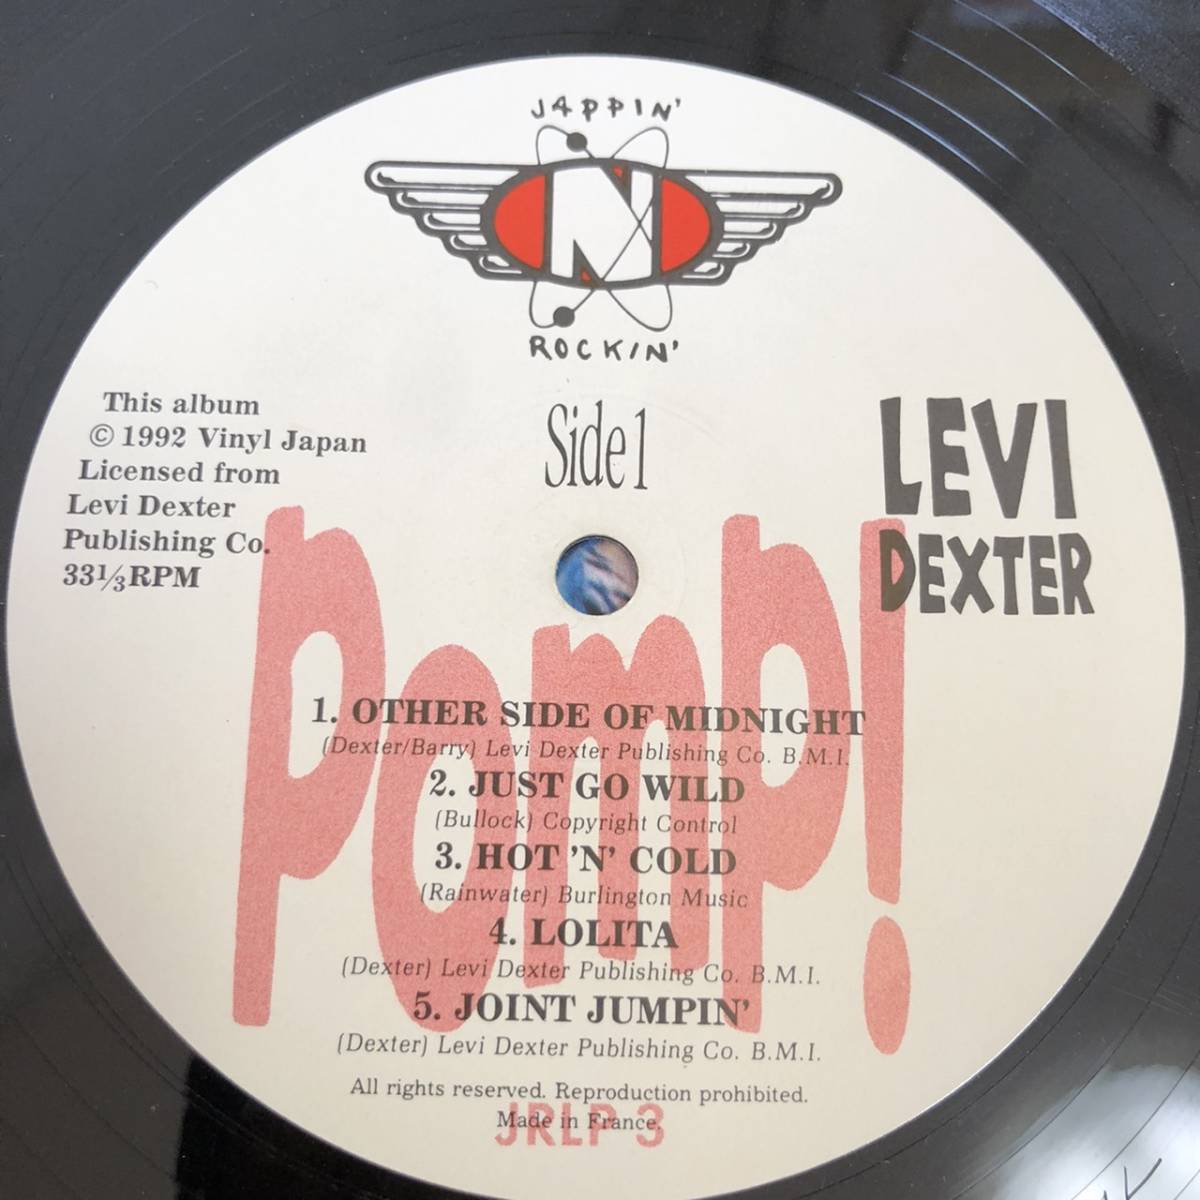 JAPPIN'
N
ROCKIN'
This album
© 1992 Vinyl Japan
Licensed from
Levi Dexter
Publishing Co.
33⅓RPM
Side 1
LEVI
DEXTER
POMP!
1. OTHER SIDE OF MIDNIGHT
(Dexter/Barry) Levi Dexter Publishing Co. B.M.I.
2. JUST GO WILD
(Bullock) Copyright Control
3. HOT 'N' COLD
(Rainwater) Burlington Music
4. LOLITA
(Dexter) Levi Dexter Publishing Co. B.M.I.
5. JOINT JUMPIN'
(Dexter) Levi Dexter Publishing Co. B.M.I.
All rights reserved. Reproduction prohibited.
Made in France.
JRLP 3